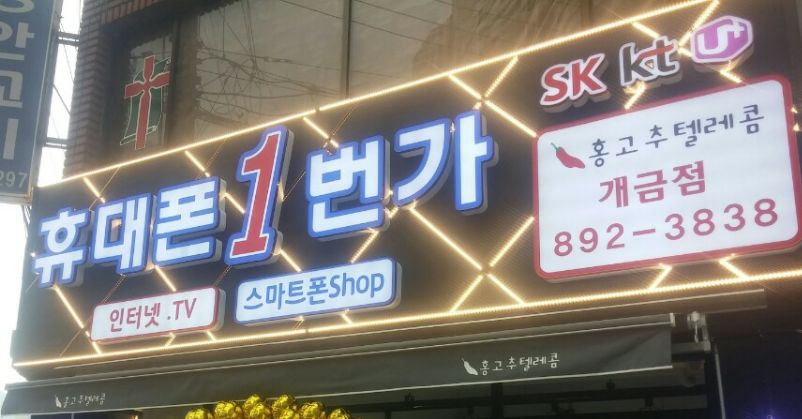 SK kt U+
휴대폰1번가
홍고추텔레콤
개금점
892-3838
인터넷.TV
스마트폰Shop
홍고추텔레콤
홍고추텔레콤
297